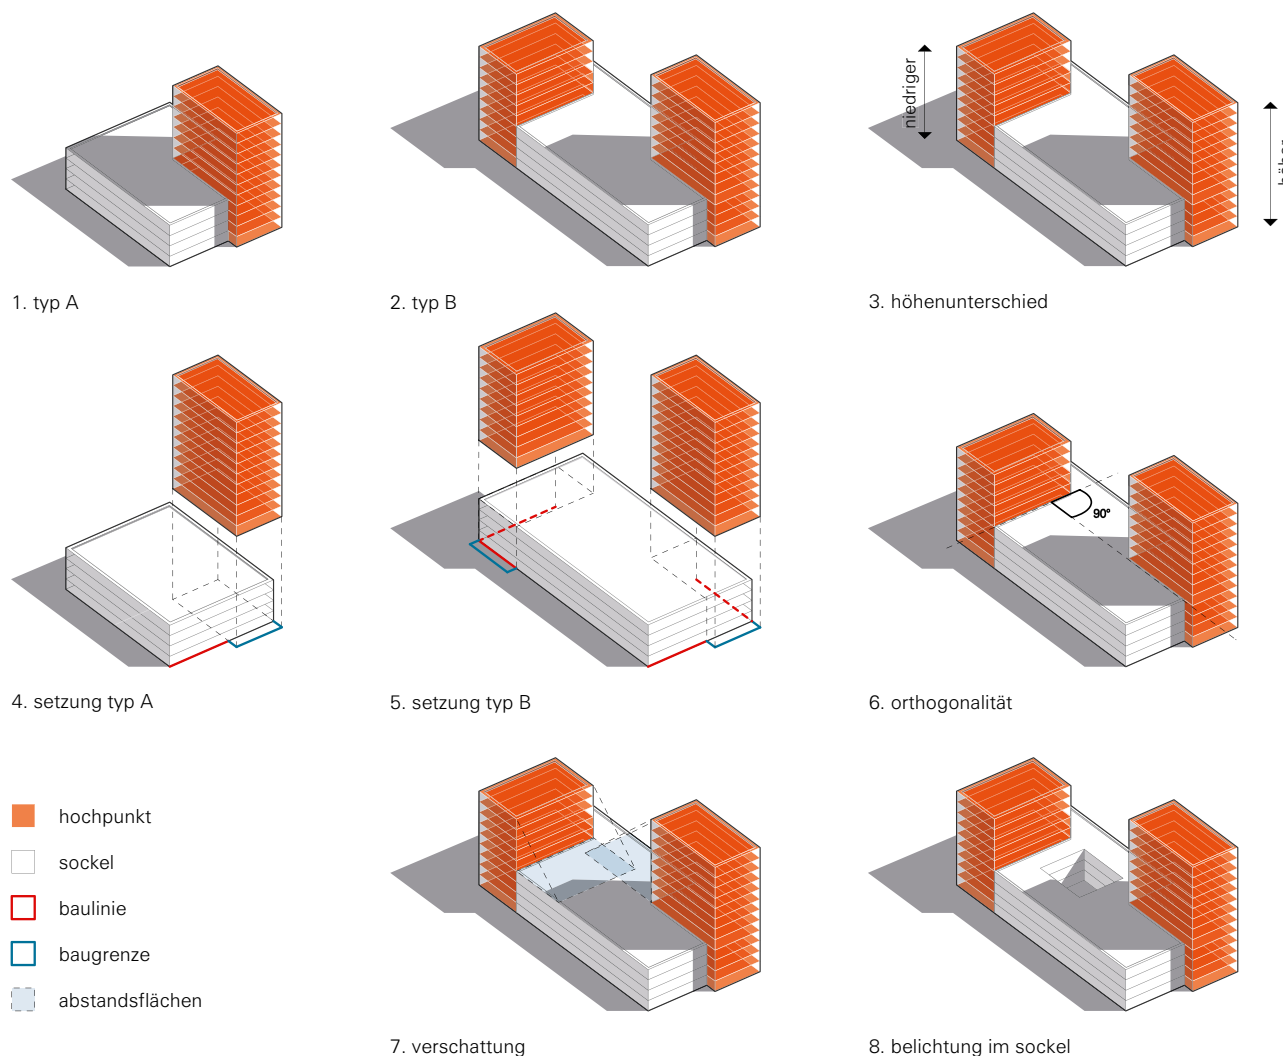 niedriger
1. typ A
2. typ B
3. höhenunterschied
90°
4. setzung typ A
5. setzung typ B
6. orthogonalität
hochpunkt
sockel
baulinie
baugrenze
abstandsflächen
7. verschattung
8. belichtung im sockel